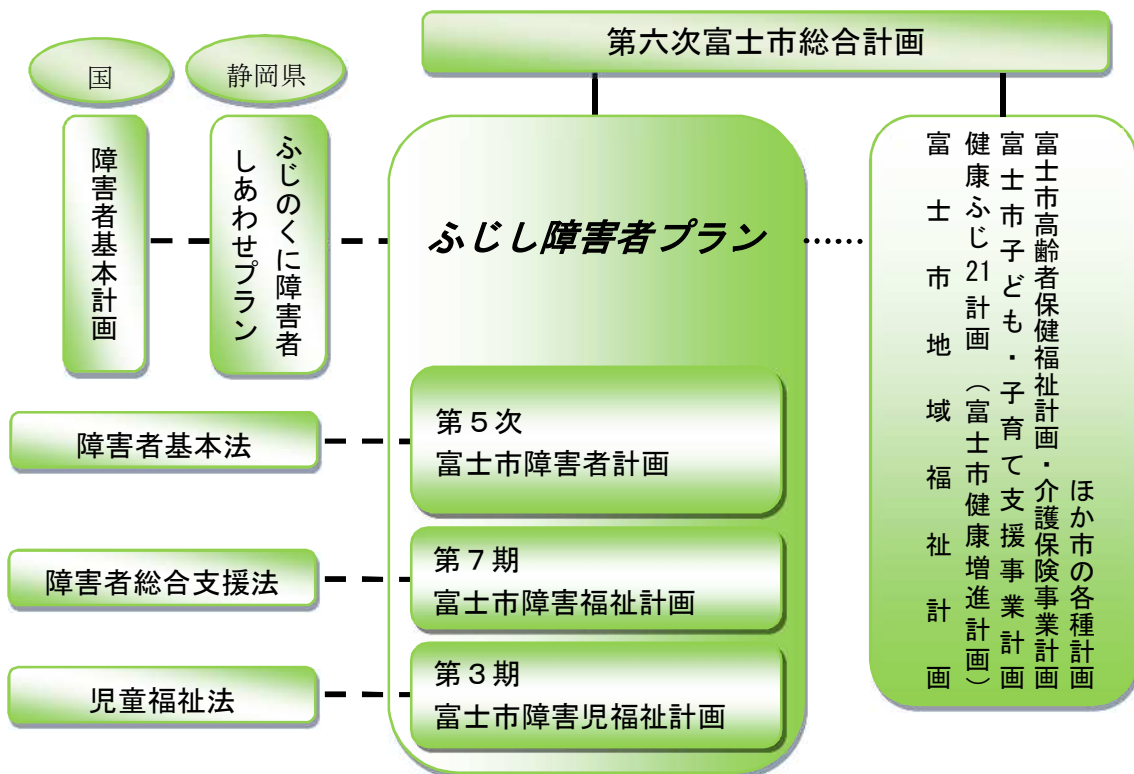 第六次富士市総合計画
国
静岡県
障害者基本計画
ふじのくに障害者
しあわせプラン
ふじし障害者プラン
……
ほか市の各種計画
富士市高齢者保健福祉計画・介護保険事業計画
富士市子ども・子育て支援事業計画
健康ふじ21計画（富士市健康増進計画）
富士市地域福祉計画
障害者基本法
第５次
富士市障害者計画
障害者総合支援法
第７期
富士市障害福祉計画
児童福祉法
第３期
富士市障害児福祉計画